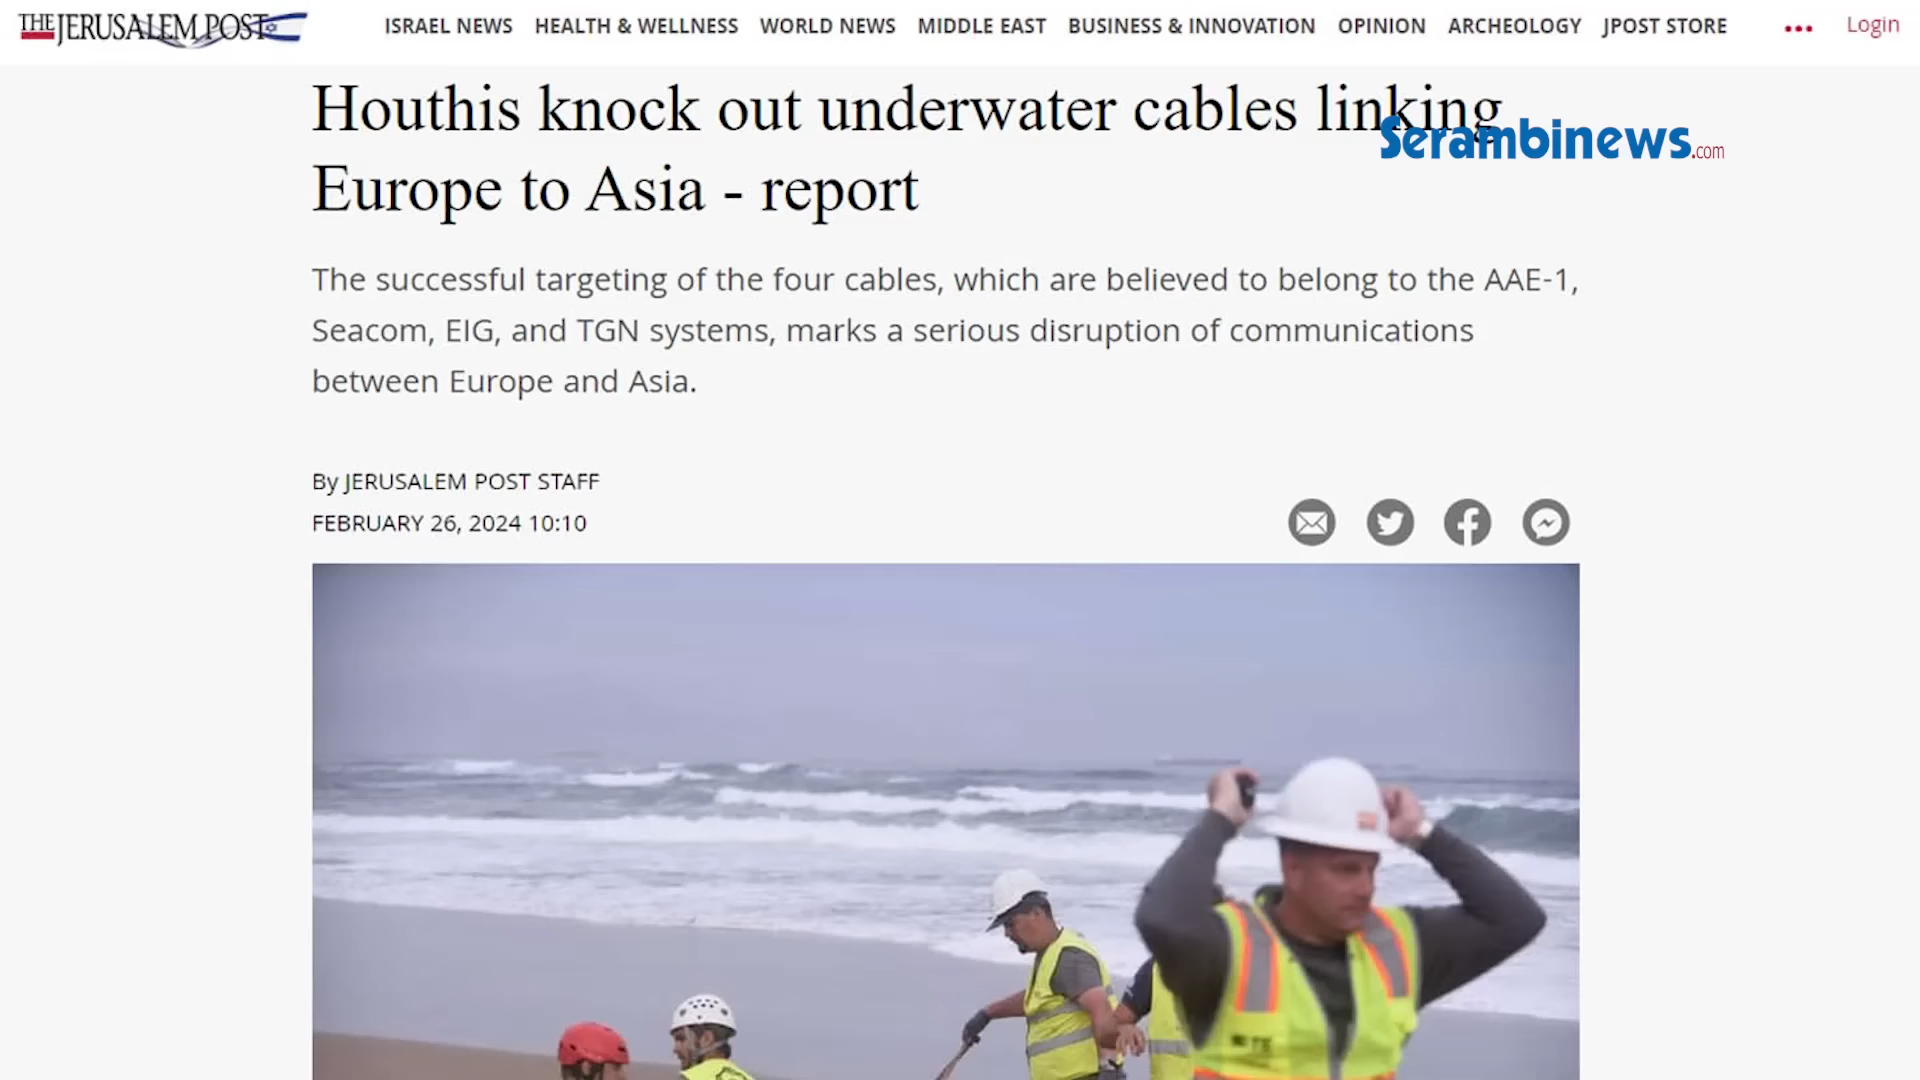 THE JERUSALEM POST
ISRAEL NEWS HEALTH & WELLNESS WORLD NEWS MIDDLE EAST BUSINESS & INNOVATION OPINION ARCHEOLOGY JPOST STORE ••• Login
Houthis knock out underwater cables linking
Serambinews.com
Europe to Asia - report
The successful targeting of the four cables, which are believed to belong to the AAE-1,
Seacom, EIG, and TGN systems, marks a serious disruption of communications
between Europe and Asia.
By JERUSALEM POST STAFF
FEBRUARY 26, 2024 10:10